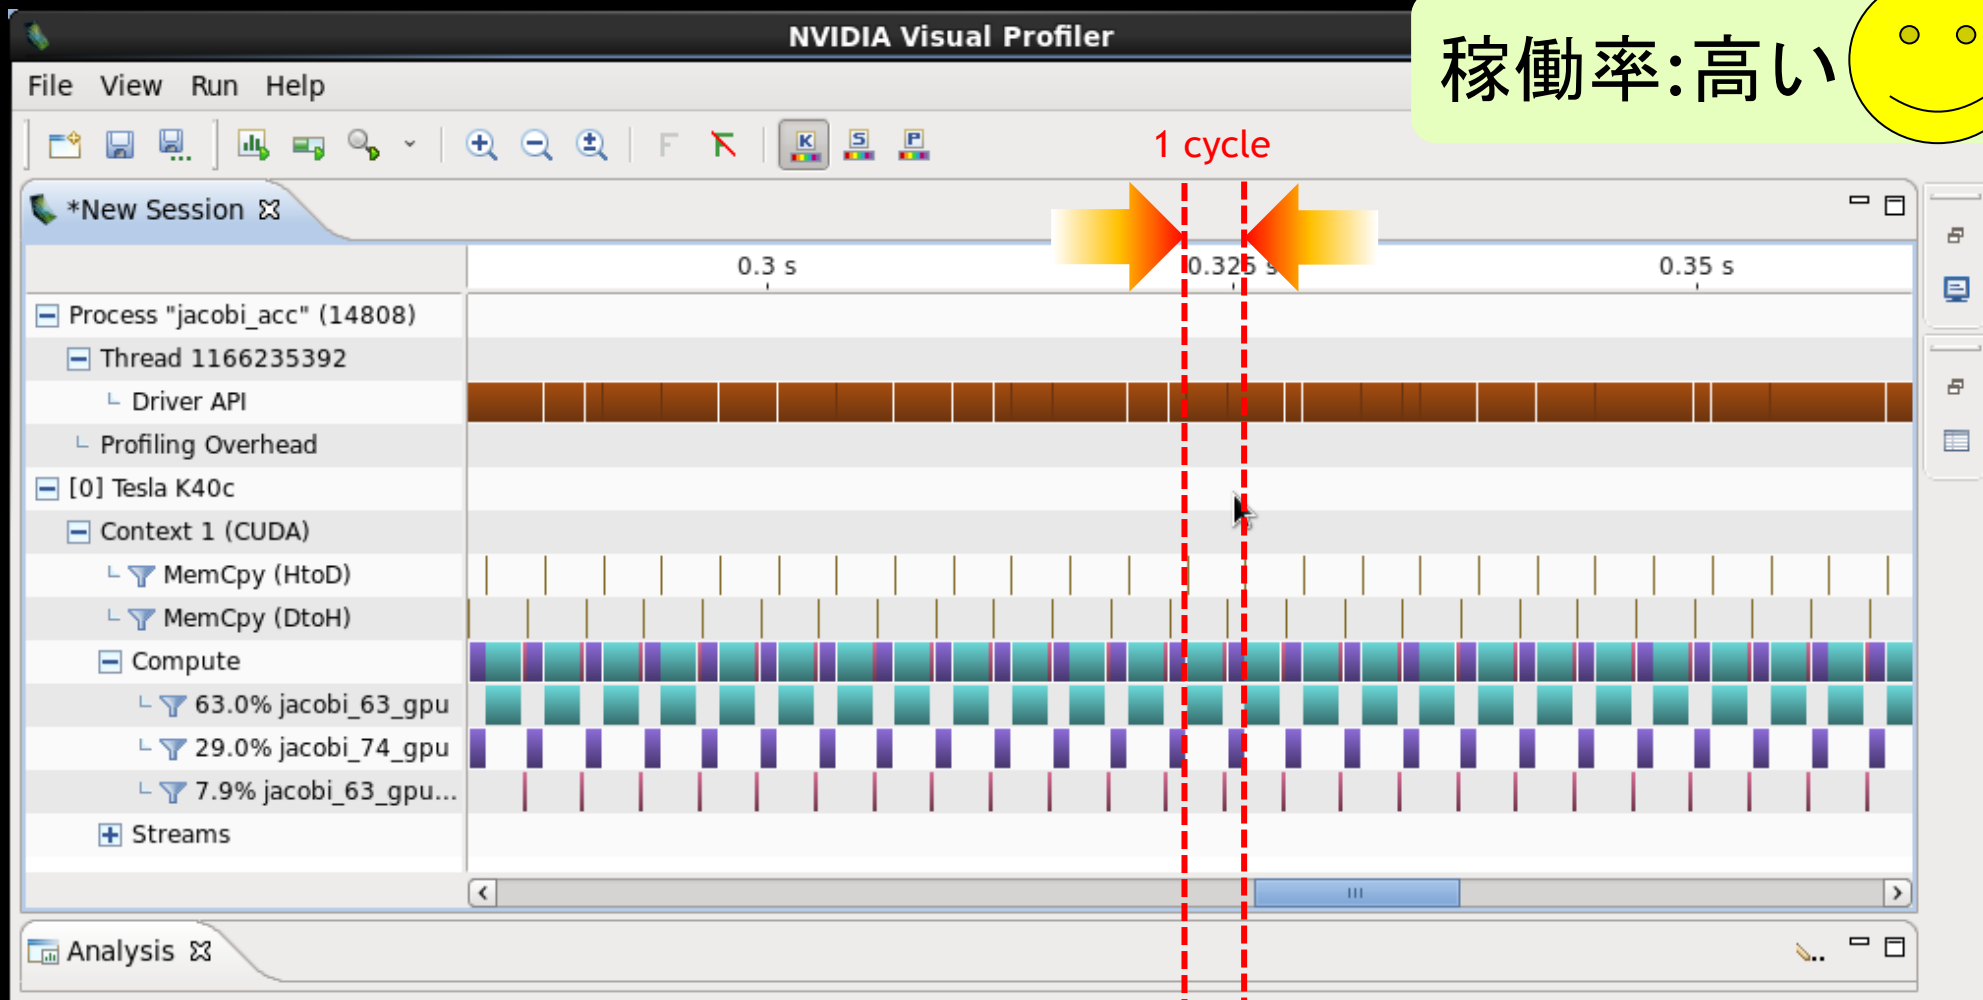 NVIDIA Visual Profiler
稼働率:高い
File View Run Help
1 cycle
F
K S P
*New Session
0.3 s 0.325 s 0.35 s
Process "jacobi_acc" (14808)
Thread 1166235392
Driver API
Profiling Overhead
[0] Tesla K40c
Context 1 (CUDA)
MemCpy (HtoD)
MemCpy (DtoH)
Compute
63.0% jacobi_63_gpu
29.0% jacobi_74_gpu
7.9% jacobi_63_gpu...
Streams
Analysis